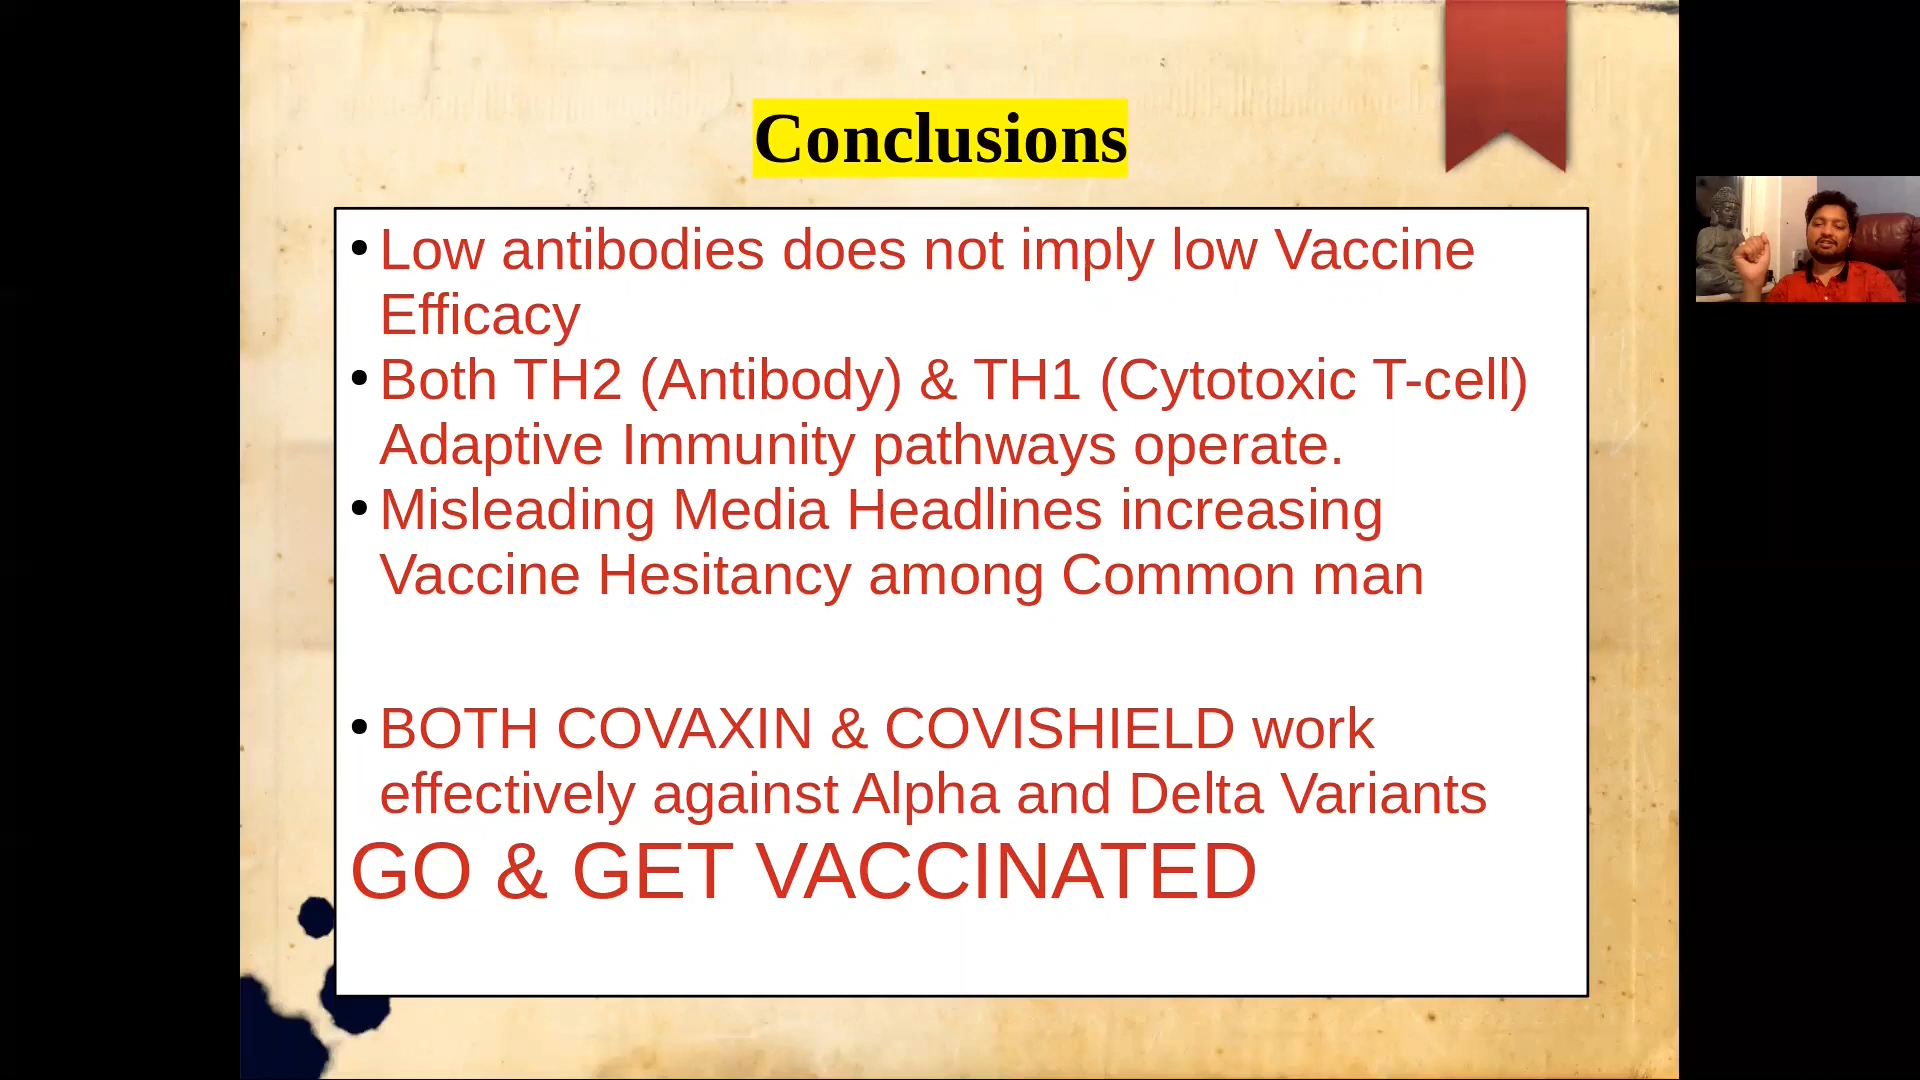 Conclusions
• Low antibodies does not imply low Vaccine
Efficacy
• Both TH2 (Antibody) & TH1 (Cytotoxic T-cell)
Adaptive Immunity pathways operate.
• Misleading Media Headlines increasing
Vaccine Hesitancy among Common man
• BOTH COVAXIN & COVISHIELD work
effectively against Alpha and Delta Variants
GO & GET VACCINATED